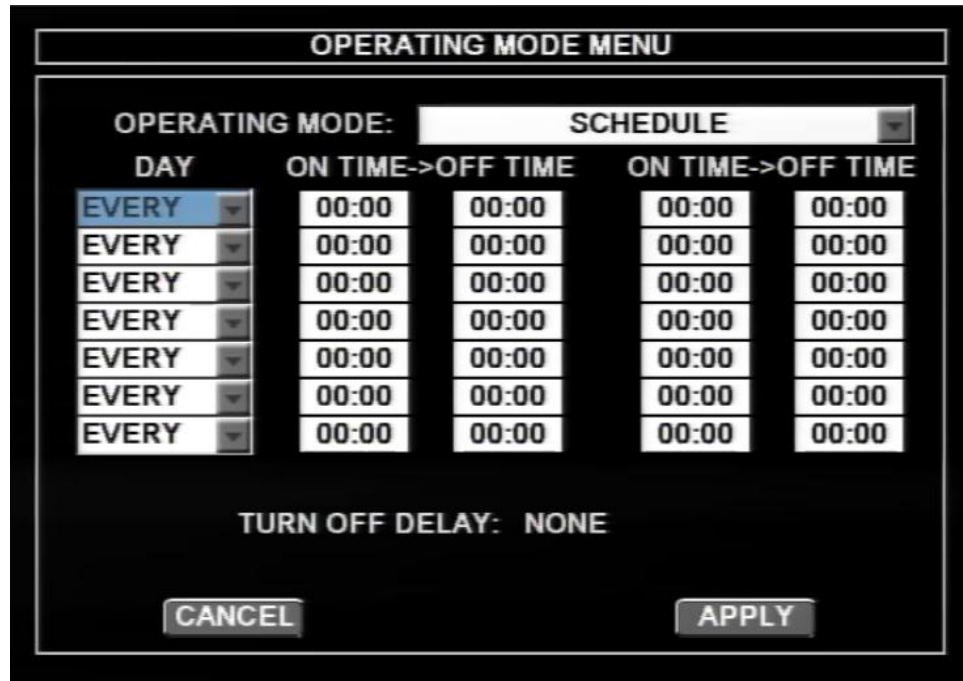 OPERATING MODE MENU
OPERATING MODE: SCHEDULE
DAY ON TIME->OFF TIME ON TIME->OFF TIME
EVERY 00:00 00:00 00:00 00:00
EVERY 00:00 00:00 00:00 00:00
EVERY 00:00 00:00 00:00 00:00
EVERY 00:00 00:00 00:00 00:00
EVERY 00:00 00:00 00:00 00:00
EVERY 00:00 00:00 00:00 00:00
EVERY 00:00 00:00 00:00 00:00
TURN OFF DELAY: NONE
CANCEL APPLY